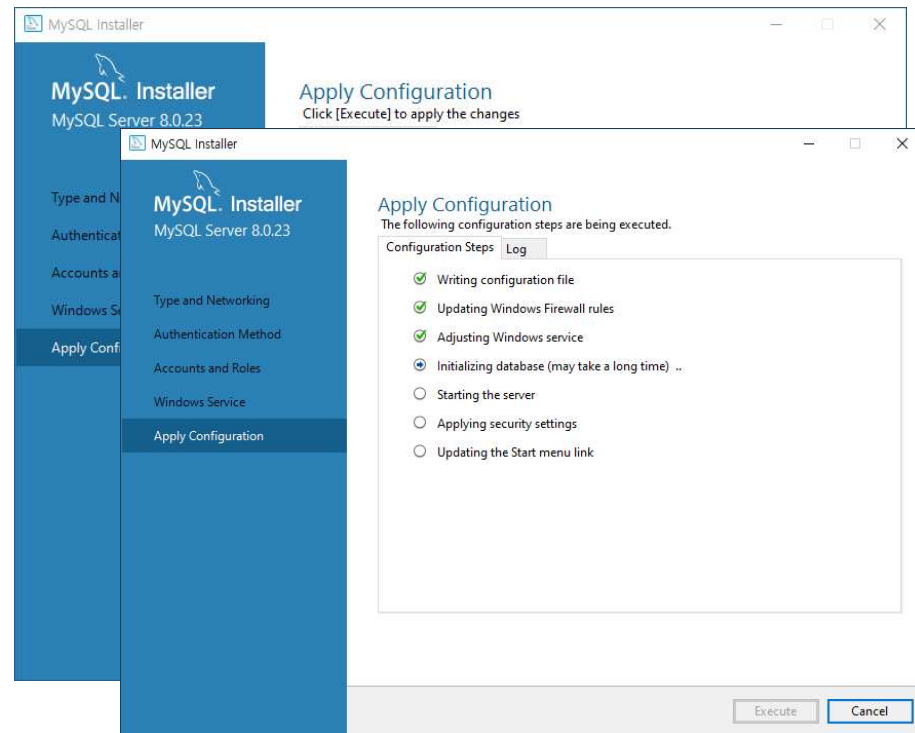 MySQL Installer
MySQL. Installer
MySQL Server 8.0.23
Apply Configuration
Click [Execute] to apply the changes
Type and N
Authenticat
Accounts a
Windows Se
Apply Confi
MySQL Installer
MySQL. Installer
MySQL Server 8.0.23
Type and Networking
Authentication Method
Accounts and Roles
Windows Service
Apply Configuration
Apply Configuration
The following configuration steps are being executed.
Configuration Steps Log
Writing configuration file
Updating Windows Firewall rules
Adjusting Windows service
Initializing database (may take a long time) ..
Starting the server
Applying security settings
Updating the Start menu link
Execute Cancel